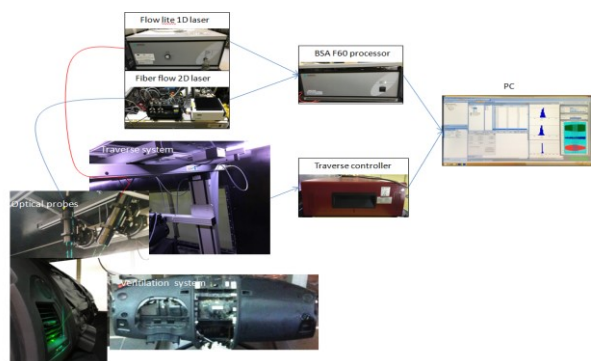 Flow lite 1D laser
Fiber flow 2D laser
BSA F60 processor
PC
Traverse system
Traverse controller
Optical probes
Ventilation system